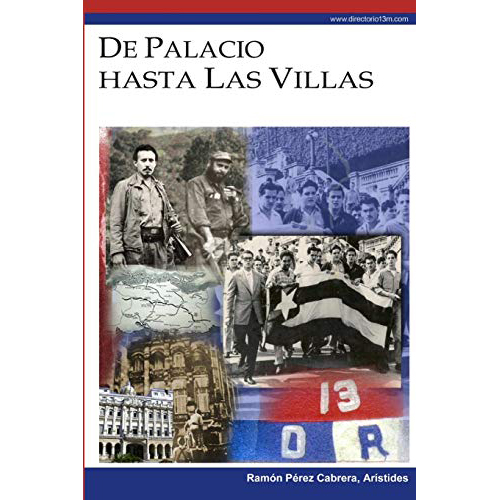 www.directorio13m.com
DE PALACIO
HASTA LAS VILLAS
13
D R
Ramón Pérez Cabrera, Arístides